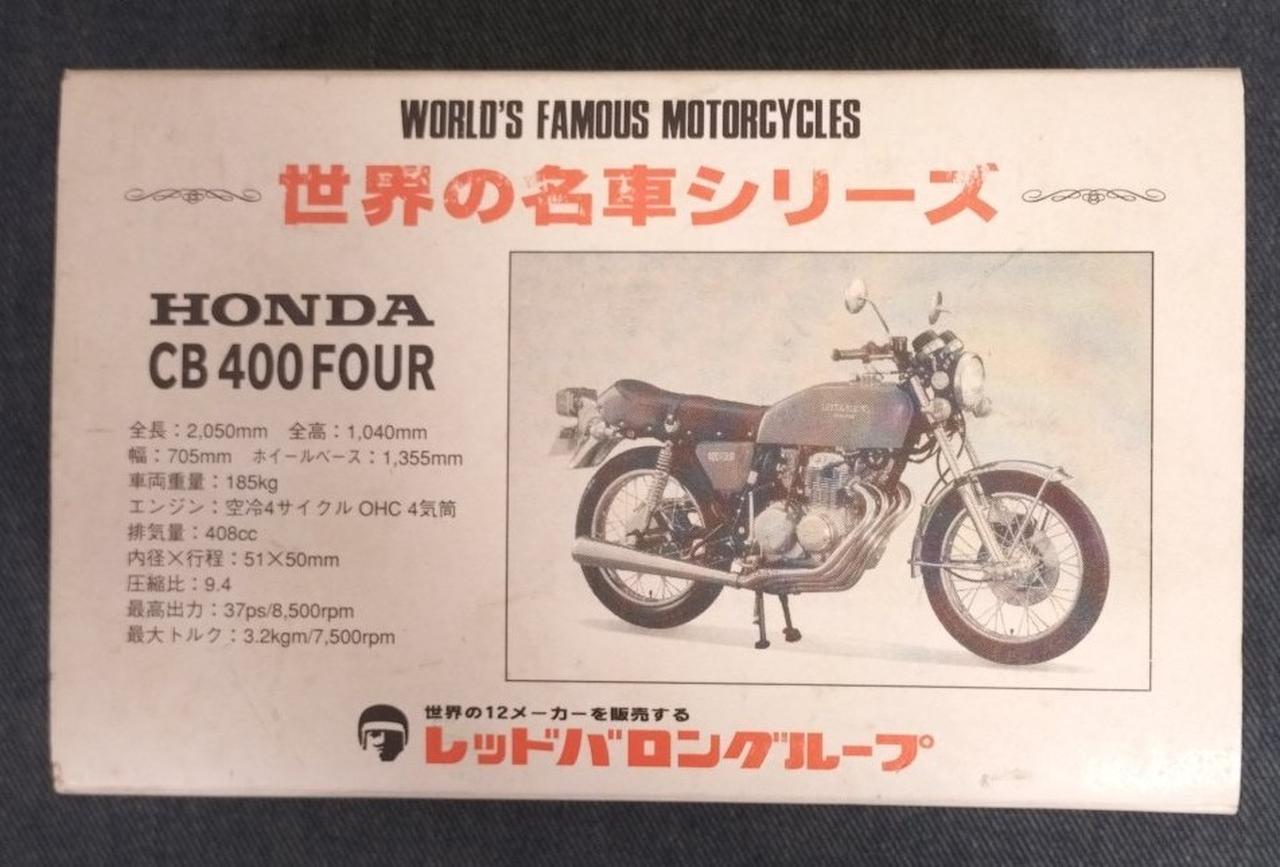 WORLD'S FAMOUS MOTORCYCLES
世界の名車シリーズ
HONDA
CB 400 FOUR
全長：2,050mm　全高：1,040mm
幅：705mm　ホイールベース：1,355mm
車両重量：185kg
エンジン：空冷4サイクル OHC 4気筒
排気量：408cc
内径×行程：51×50mm
圧縮比：9.4
最高出力：37ps/8,500rpm
最大トルク：3.2kgm/7,500rpm
世界の12メーカーを販売する
レッドバロングループ